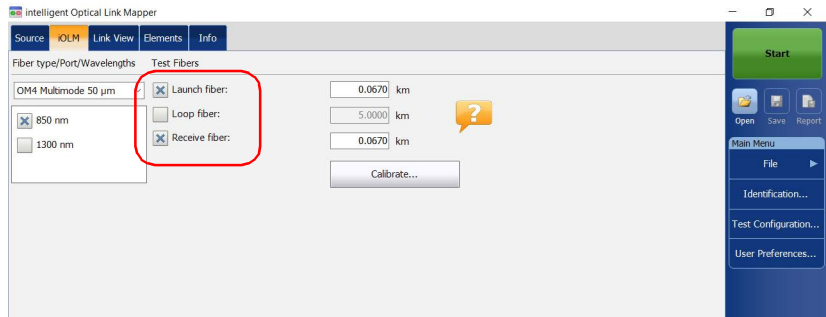 intelligent Optical Link Mapper
Source iOLM Link View Elements Info
Fiber type/Port/Wavelengths Test Fibers
OM4 Multimode 50 µm
850 nm
1300 nm
Launch fiber: 0.0670 km
Loop fiber: 5.0000 km
Receive fiber: 0.0670 km
?
Calibrate...
Start
Open Save Report
Main Menu
File
Identification...
Test Configuration...
User Preferences...